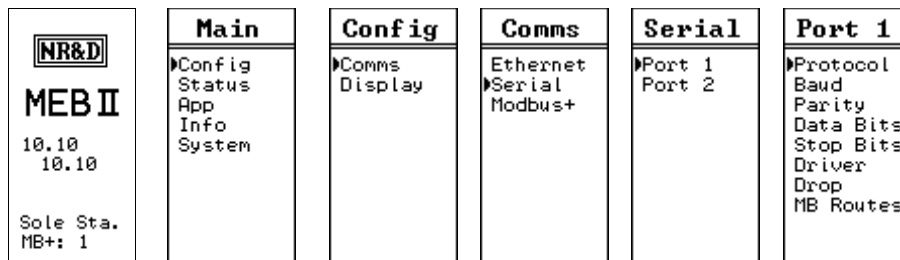 NR&D
MEB II
10.10
10.10
Sole Sta.
MB+: 1
Main
Config
Status
App
Info
System
Config
Comms
Display
Comms
Ethernet
Serial
Modbus+
Serial
Port 1
Port 2
Port 1
Protocol
Baud
Parity
Data Bits
Stop Bits
Driver
Drop
MB Routes